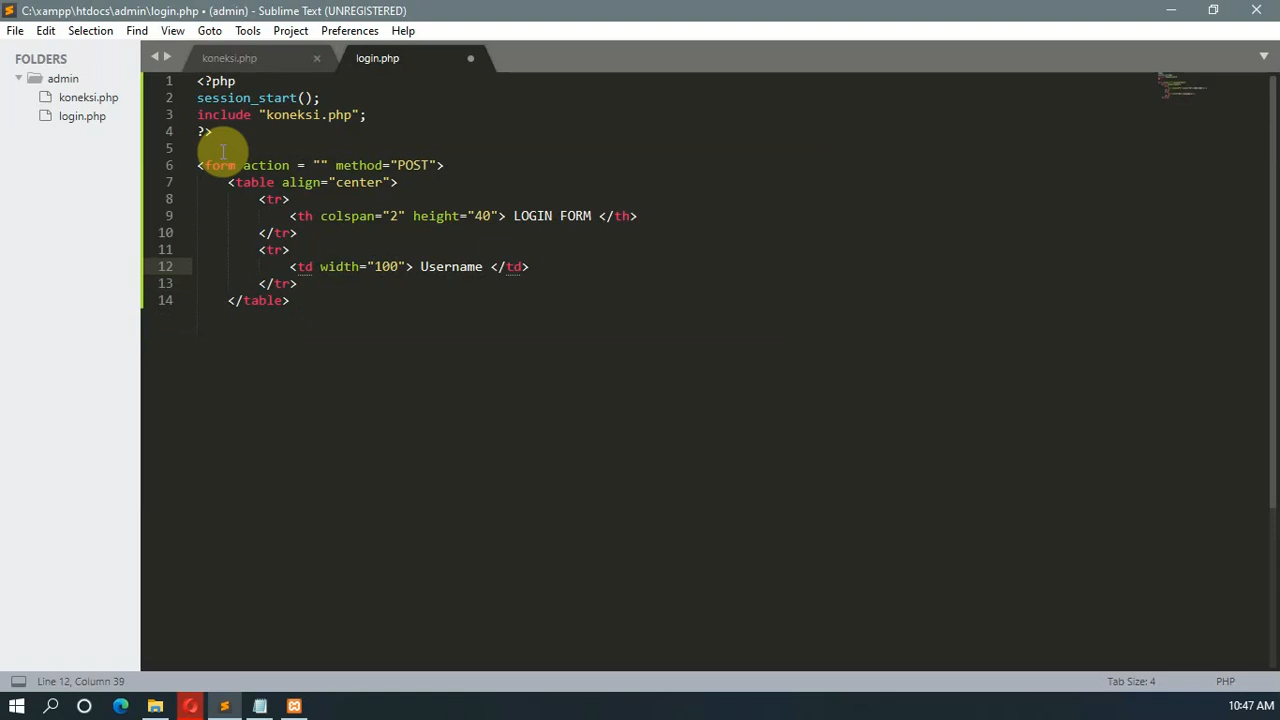 C:\xampp\htdocs\admin\login.php • (admin) - Sublime Text (UNREGISTERED)
File Edit Selection Find View Goto Tools Project Preferences Help
FOLDERS
admin
koneksi.php
login.php
koneksi.php × login.php
1 <?php
2 session_start();
3 include "koneksi.php";
4 ?>
5
6 <form action = "" method="POST">
7 <table align="center">
8 <tr>
9 <th colspan="2" height="40"> LOGIN FORM </th>
10 </tr>
11 <tr>
12 <td width="100"> Username </td>
13 </tr>
14 </table>
Line 12, Column 39 Tab Size: 4 PHP
10:47 AM